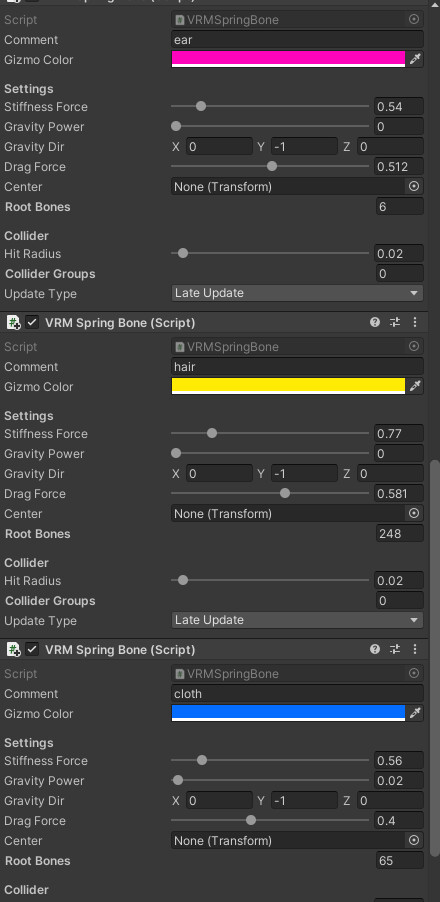 Script VRMSpringBone
Comment ear
Gizmo Color
Settings
Stiffness Force 0.54
Gravity Power 0
Gravity Dir X 0 Y -1 Z 0
Drag Force 0.512
Center None (Transform)
Root Bones 6
Collider
Hit Radius 0.02
Collider Groups 0
Update Type Late Update
VRM Spring Bone (Script)
Script VRMSpringBone
Comment hair
Gizmo Color
Settings
Stiffness Force 0.77
Gravity Power 0
Gravity Dir X 0 Y -1 Z 0
Drag Force 0.581
Center None (Transform)
Root Bones 248
Collider
Hit Radius 0.02
Collider Groups 0
Update Type Late Update
VRM Spring Bone (Script)
Script VRMSpringBone
Comment cloth
Gizmo Color
Settings
Stiffness Force 0.56
Gravity Power 0.02
Gravity Dir X 0 Y -1 Z 0
Drag Force 0.4
Center None (Transform)
Root Bones 65
Collider